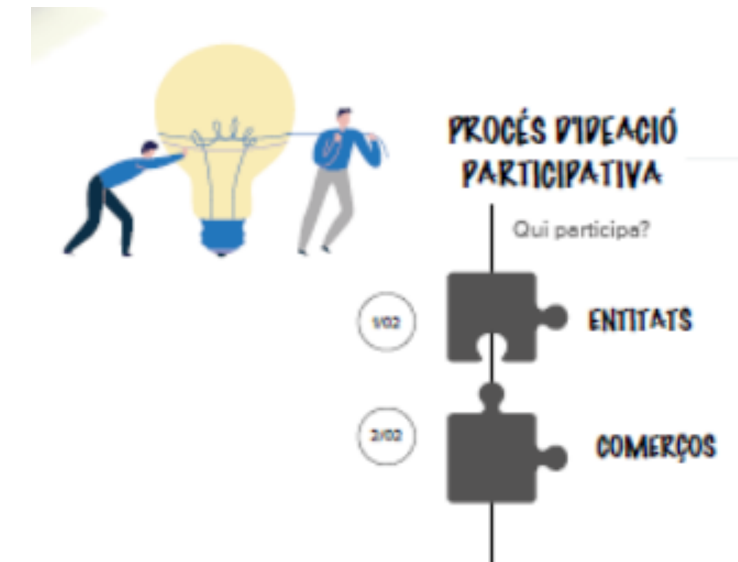 PROCÉS D'IDEACIÓ
PARTICIPATIVA
Qui participa?
1/02
ENTITATS
2/02
COMERÇOS